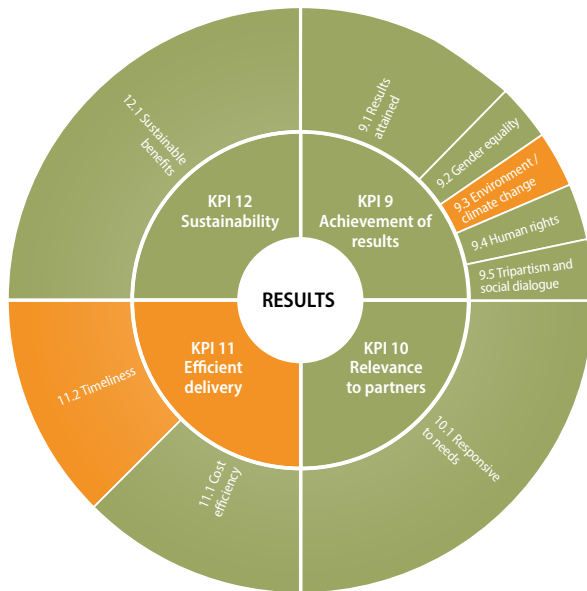 RESULTS
KPI 9
Achievement of
results
9.1 Results
attained
9.2 Gender equality
9.3 Environment /
climate change
9.4 Human rights
9.5 Tripartism and
social dialogue
KPI 10
Relevance
to partners
10.1 Responsive
to needs
KPI 11
Efficient
delivery
11.1 Cost
efficiency
11.2 Timeliness
KPI 12
Sustainability
12.1 Sustainable
benefits